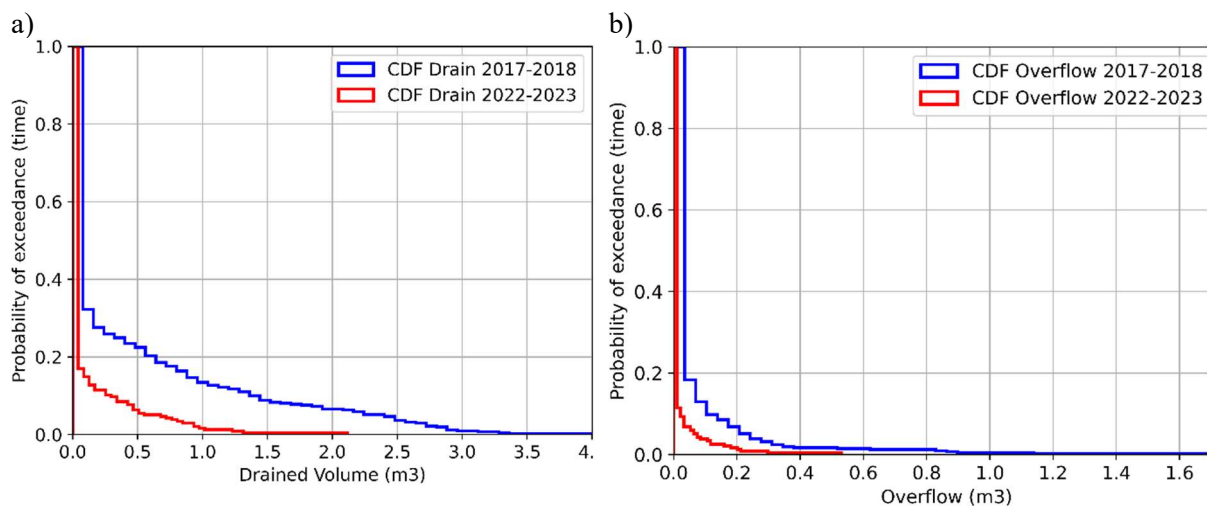 a)
1.0
0.8
0.6
0.4
0.2
0.0
Probability of exceedance (time)
CDF Drain 2017-2018
CDF Drain 2022-2023
0.0 0.5 1.0 1.5 2.0 2.5 3.0 3.5 4.
Drained Volume (m3)
b)
1.0
0.8
0.6
0.4
0.2
0.0
Probability of exceedance (time)
CDF Overflow 2017-2018
CDF Overflow 2022-2023
0.0 0.2 0.4 0.6 0.8 1.0 1.2 1.4 1.6
Overflow (m3)